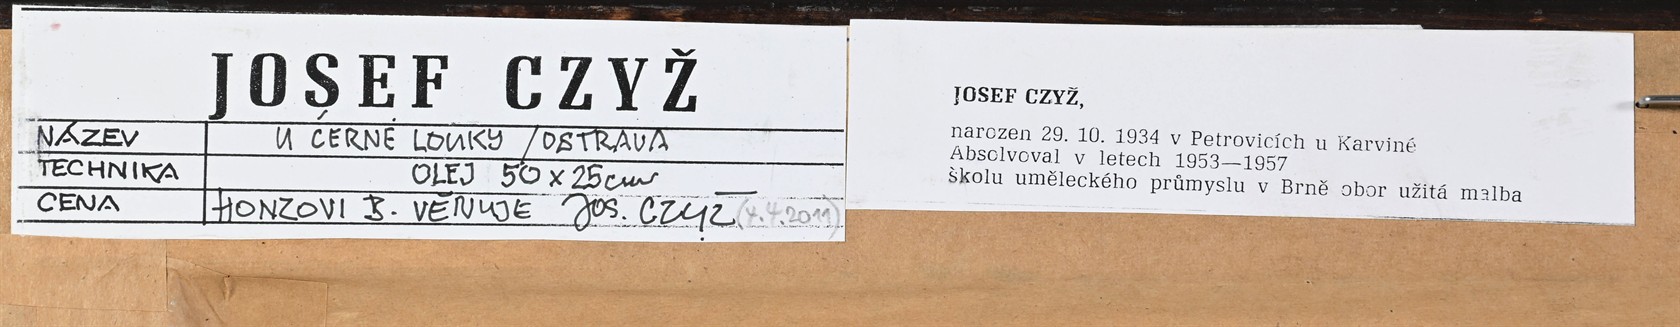 JOSEF CZYŽ
NÁZEV U ČERNÉ LOUKY / OSTRAVA
TECHNIKA OLEJ 50 x 25 cm
CENA HONZOVI B. VĚNUJE Jos. CZYŽ (4.4.2011)
JOSEF CZYŽ,
narozen 29. 10. 1934 v Petrovicích u Karviné
Absolvoval v letech 1953—1957
školu uměleckého průmyslu v Brně obor užitá malba